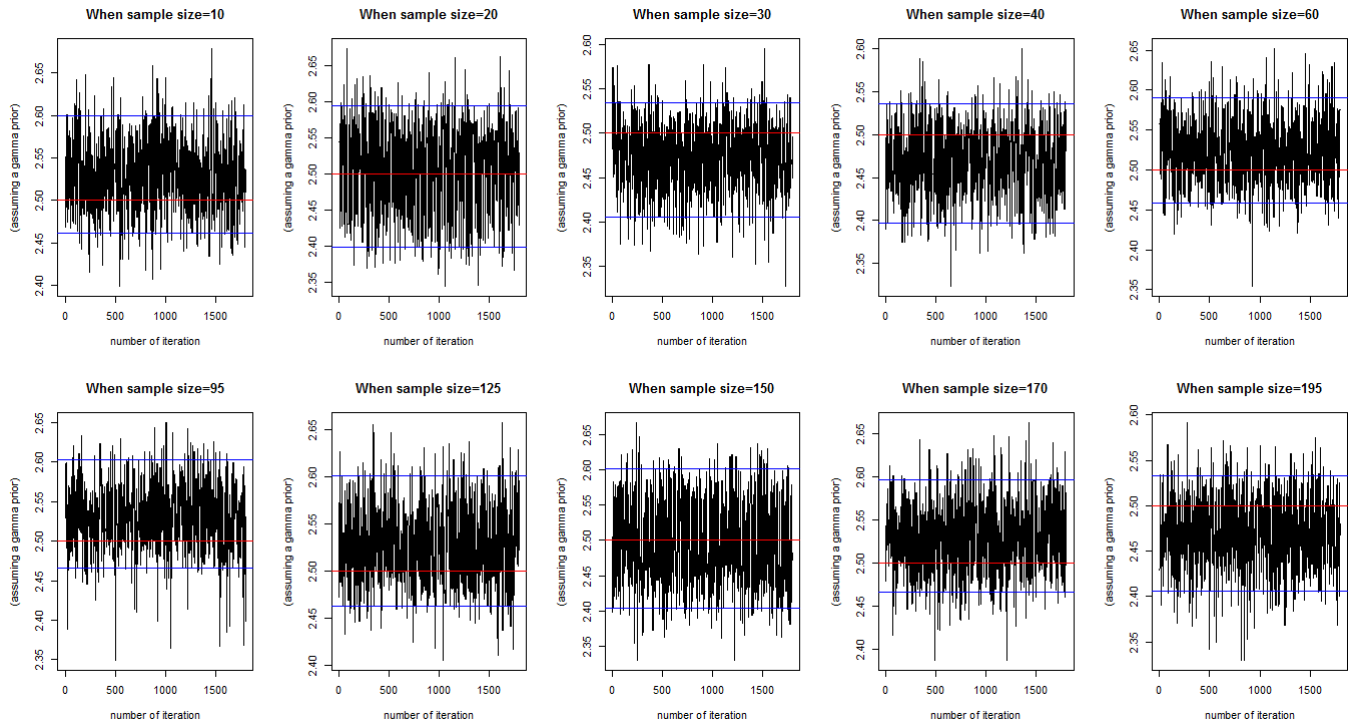 When sample size=10
(assuming a gamma prior)
2.40 2.45 2.50 2.55 2.60 2.65
0 500 1000 1500
number of iteration
When sample size=20
(assuming a gamma prior)
2.35 2.40 2.45 2.50 2.55 2.60 2.65
0 500 1000 1500
number of iteration
When sample size=30
(assuming a gamma prior)
2.35 2.40 2.45 2.50 2.55 2.60
0 500 1000 1500
number of iteration
When sample size=40
(assuming a gamma prior)
2.35 2.40 2.45 2.50 2.55 2.60
0 500 1000 1500
number of iteration
When sample size=60
(assuming a gamma prior)
2.35 2.40 2.45 2.50 2.55 2.60 2.65
0 500 1000 1500
number of iteration
When sample size=95
(assuming a gamma prior)
2.35 2.40 2.45 2.50 2.55 2.60 2.65
0 500 1000 1500
number of iteration
When sample size=125
(assuming a gamma prior)
2.40 2.45 2.50 2.55 2.60 2.65
0 500 1000 1500
number of iteration
When sample size=150
(assuming a gamma prior)
2.35 2.40 2.45 2.50 2.55 2.60 2.65
0 500 1000 1500
number of iteration
When sample size=170
(assuming a gamma prior)
2.40 2.45 2.50 2.55 2.60 2.65
0 500 1000 1500
number of iteration
When sample size=195
(assuming a gamma prior)
2.35 2.40 2.45 2.50 2.55 2.60
0 500 1000 1500
number of iteration